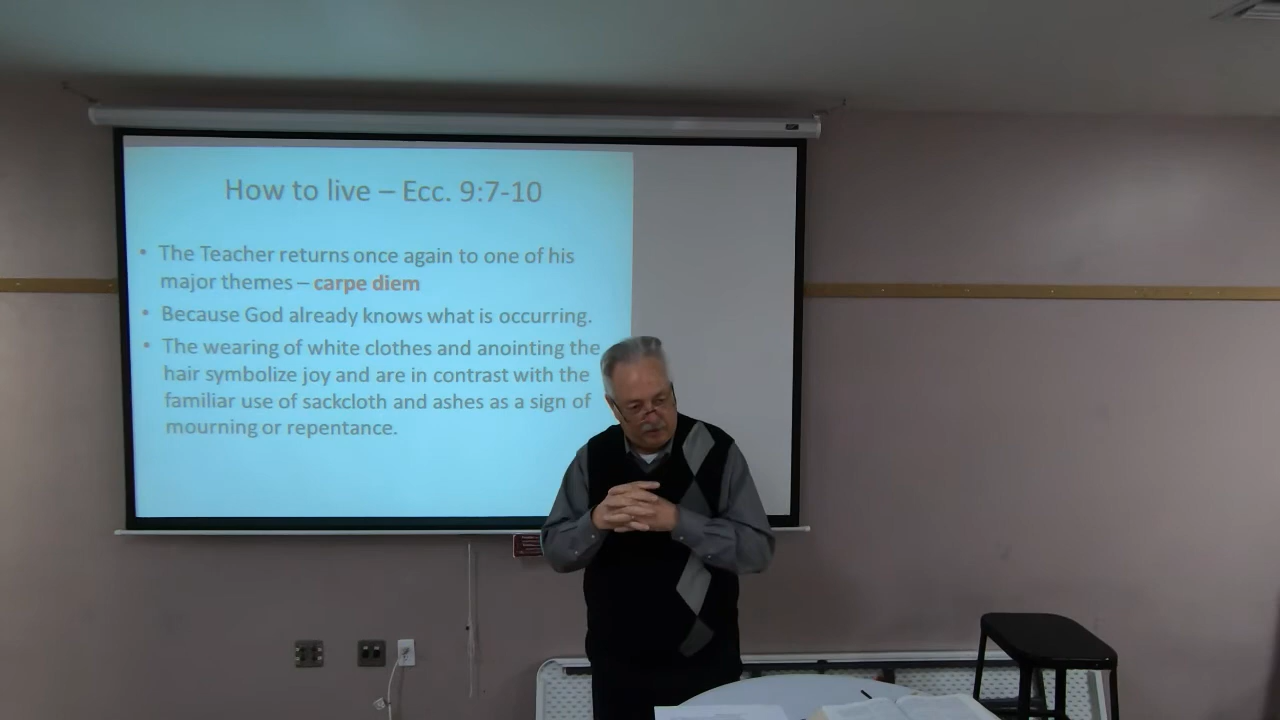 How to live – Ecc. 9:7-10
• The Teacher returns once again to one of his
major themes – carpe diem
• Because God already knows what is occurring.
• The wearing of white clothes and anointing the
hair symbolize joy and are in contrast with the
familiar use of sackcloth and ashes as a sign of
mourning or repentance.